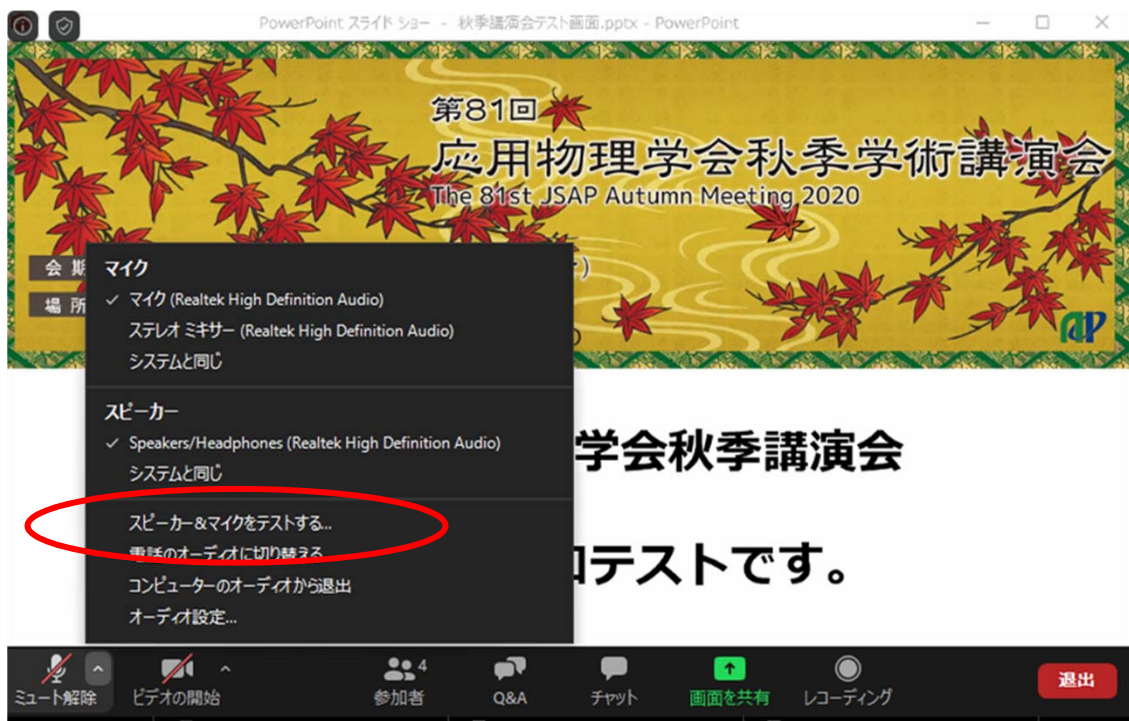 PowerPoint スライド ショー - 秋季講演会テスト画面.pptx - PowerPoint
第81回
応用物理学会秋季学術講演会
The 81st JSAP Autumn Meeting 2020
会 期
場 所
)
マイク
✓ マイク (Realtek High Definition Audio)
ステレオ ミキサー (Realtek High Definition Audio)
システムと同じ
スピーカー
✓ Speakers/Headphones (Realtek High Definition Audio)
システムと同じ
スピーカー&マイクをテストする...
電話のオーディオに切り替える
コンピューターのオーディオから退出
オーディオ設定...
学会秋季講演会
テストです。
ミュート解除
ビデオの開始
4
参加者
Q&A
チャット
画面を共有
レコーディング
退出